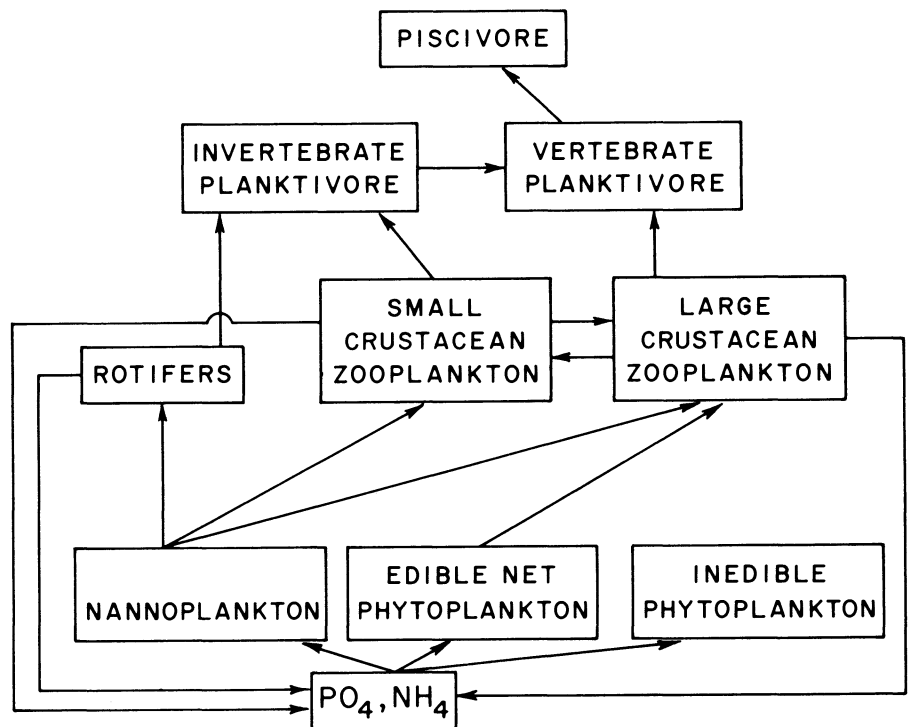 PISCIVORE
INVERTEBRATE
PLANKTIVORE
VERTEBRATE
PLANKTIVORE
SMALL
CRUSTACEAN
ZOOPLANKTON
LARGE
CRUSTACEAN
ZOOPLANKTON
ROTIFERS
NANNOPLANKTON
EDIBLE NET
PHYTOPLANKTON
INEDIBLE
PHYTOPLANKTON
PO₄, NH₄